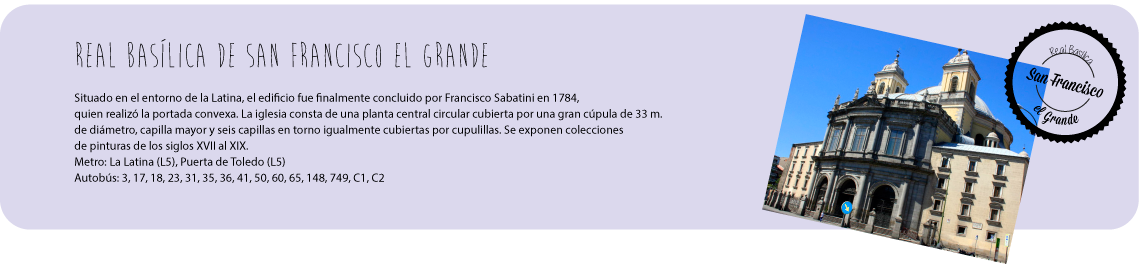 REAL BASÍLICA DE SAN FRANCISCO EL GRANDE
Situado en el entorno de la Latina, el edificio fue finalmente concluido por Francisco Sabatini en 1784,
quien realizó la portada convexa. La iglesia consta de una planta central circular cubierta por una gran cúpula de 33 m.
de diámetro, capilla mayor y seis capillas en torno igualmente cubiertas por cupulillas. Se exponen colecciones
de pinturas de los siglos XVII al XIX.
Metro: La Latina (L5), Puerta de Toledo (L5)
Autobús: 3, 17, 18, 23, 31, 35, 36, 41, 50, 60, 65, 148, 749, C1, C2
Real Basílica
San Francisco
el Grande